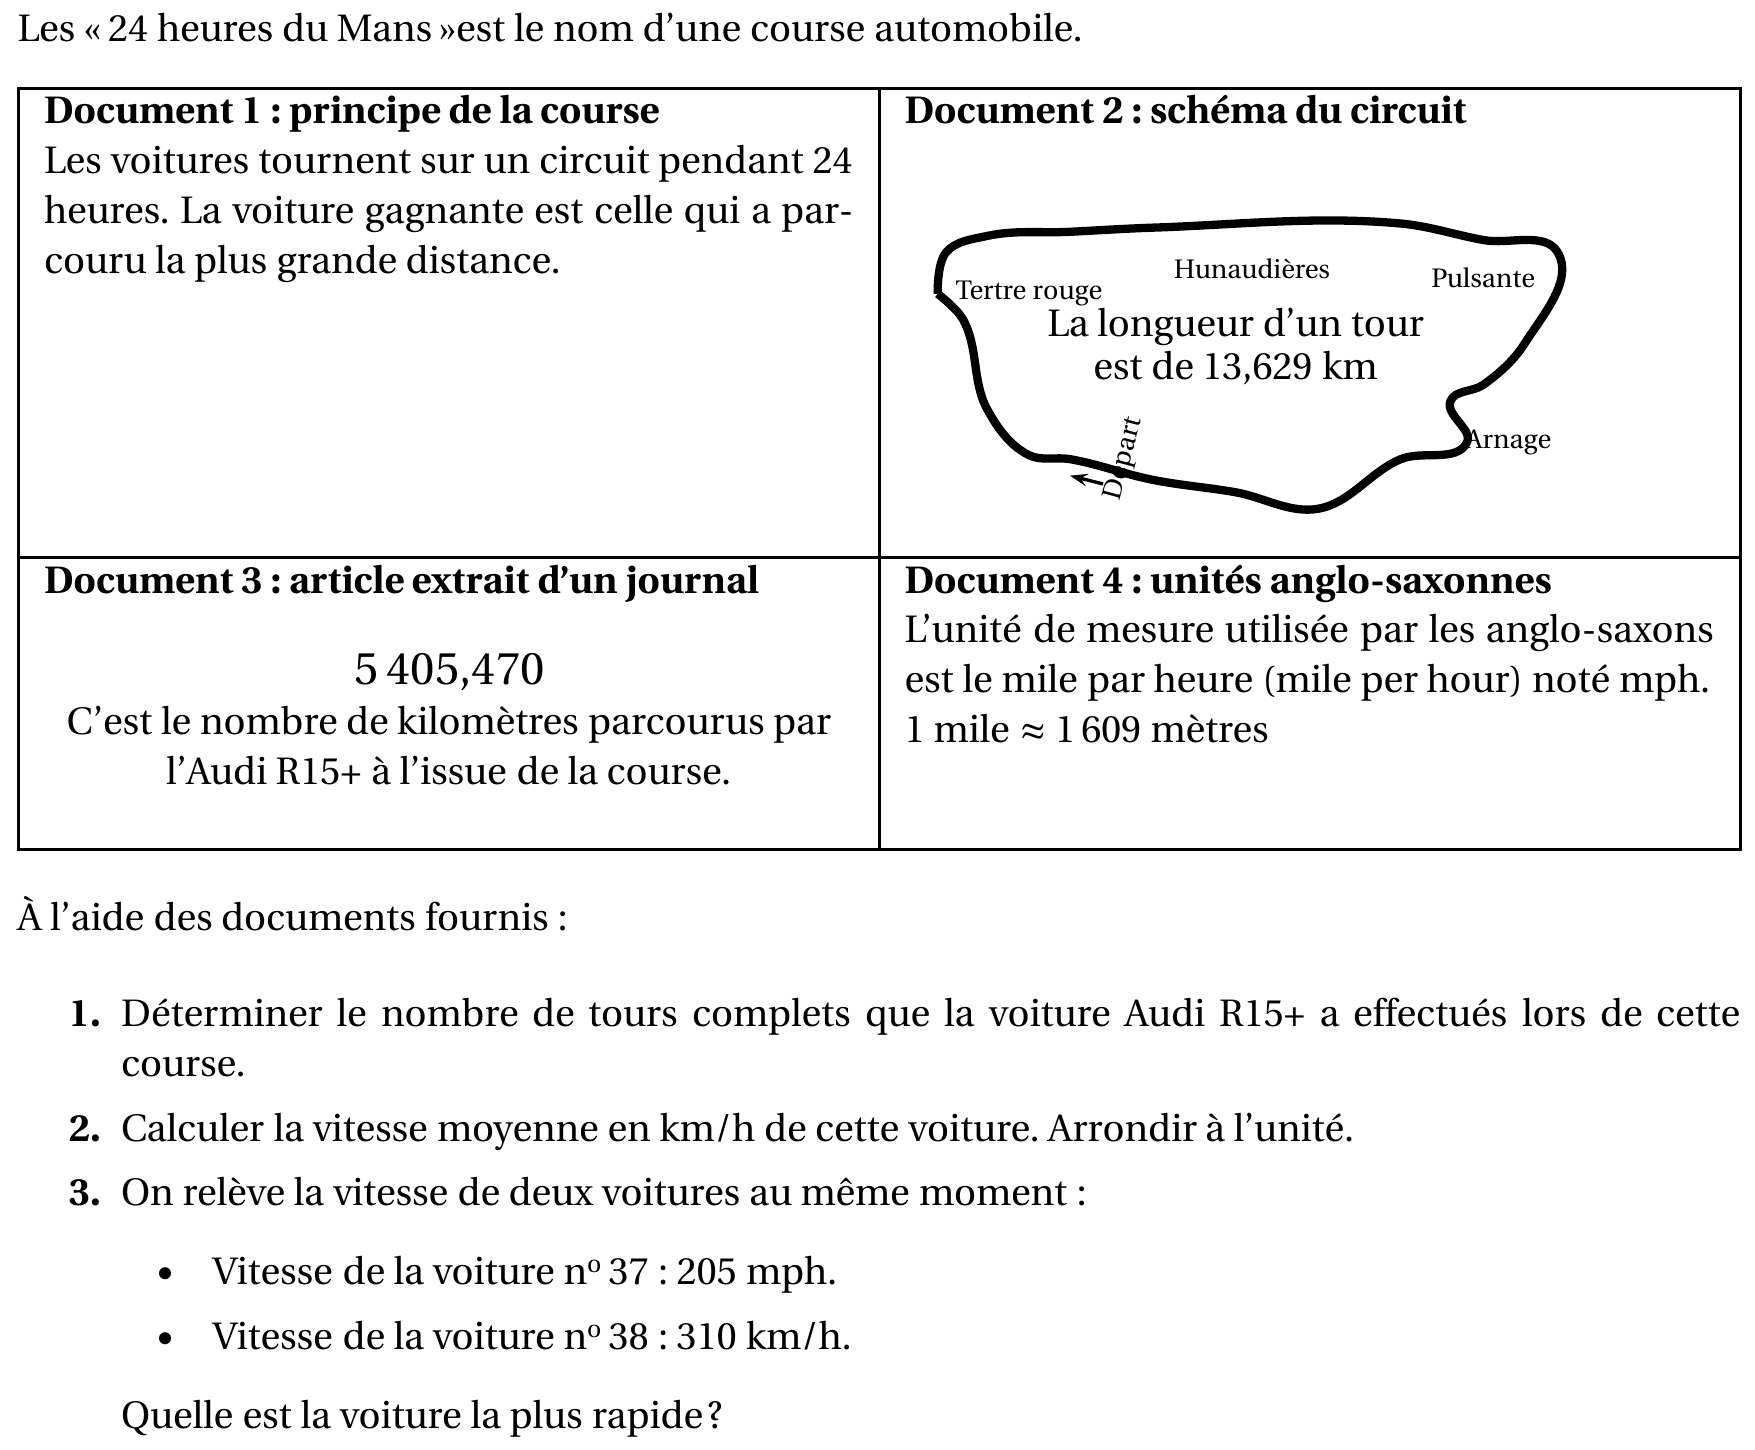 Les « 24 heures du Mans »est le nom d’une course automobile.
Document 1 : principe de la course
Les voitures tournent sur un circuit pendant 24
heures. La voiture gagnante est celle qui a par-
couru la plus grande distance.
Document 2 : schéma du circuit
Hunaudières
Pulsante
Tertre rouge
La longueur d’un tour
est de 13,629 km
Arnage
Départ
Document 3 : article extrait d’un journal
5 405,470
C’est le nombre de kilomètres parcourus par
l’Audi R15+ à l’issue de la course.
Document 4 : unités anglo-saxonnes
L’unité de mesure utilisée par les anglo-saxons
est le mile par heure (mile per hour) noté mph.
1 mile ≈ 1 609 mètres
À l’aide des documents fournis :
1. Déterminer le nombre de tours complets que la voiture Audi R15+ a effectués lors de cette
course.
2. Calculer la vitesse moyenne en km/h de cette voiture. Arrondir à l’unité.
3. On relève la vitesse de deux voitures au même moment :
• Vitesse de la voiture nº 37 : 205 mph.
• Vitesse de la voiture nº 38 : 310 km/h.
Quelle est la voiture la plus rapide ?